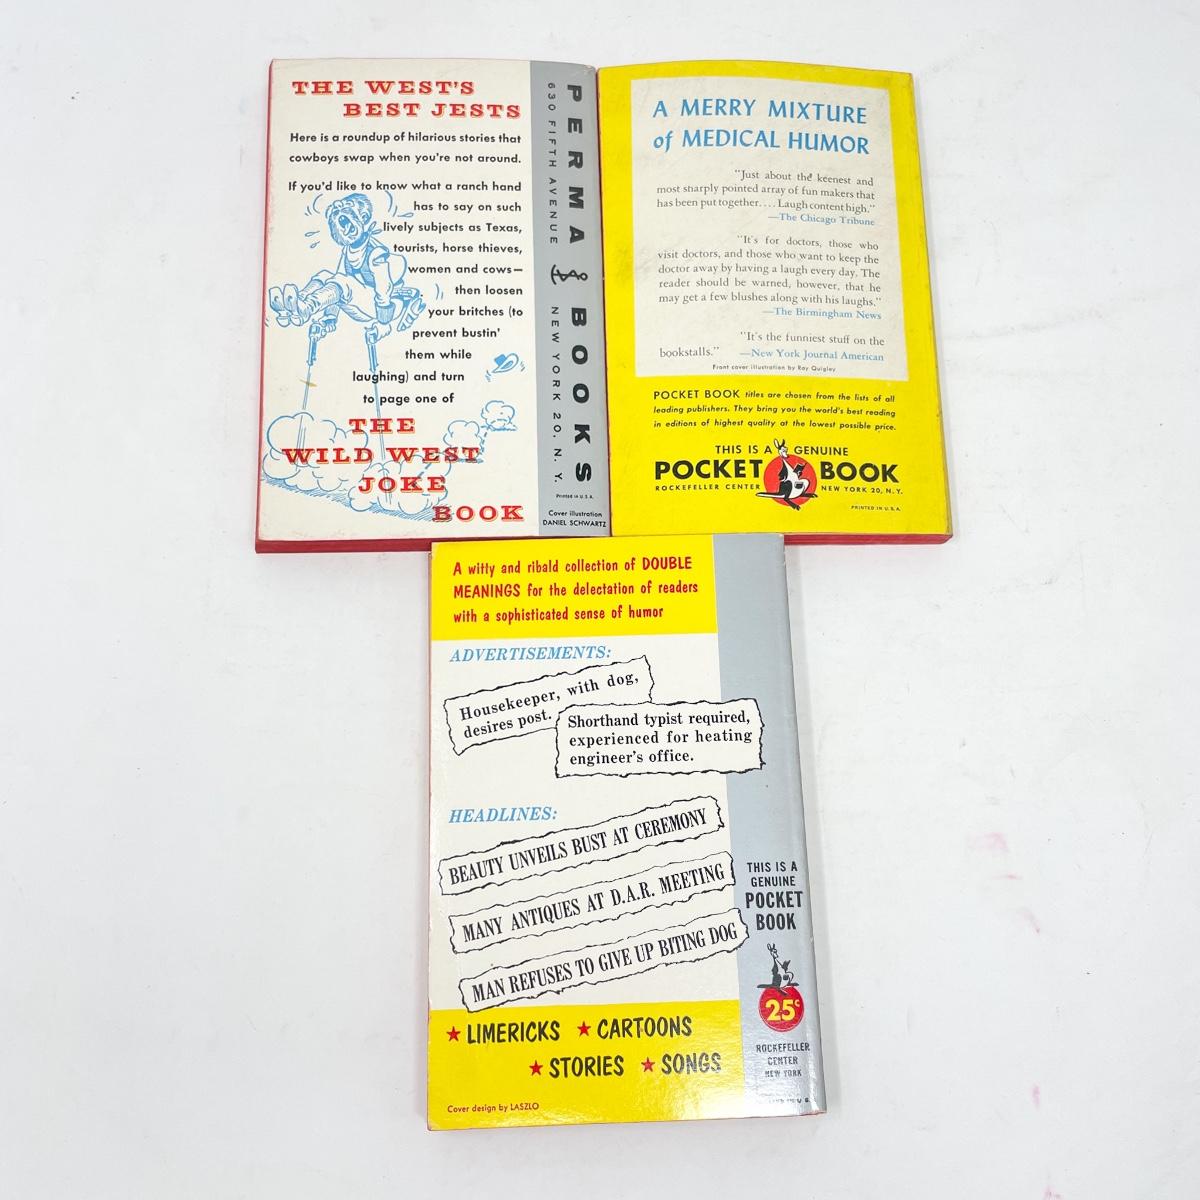 THE WEST'S
BEST JESTS
Here is a roundup of hilarious stories that
cowboys swap when you're not around.
If you'd like to know what a ranch hand
has to say on such
lively subjects as Texas,
tourists, horse thieves,
women and cows—
then loosen
your britches (to
prevent bustin'
them while
laughing) and turn
to page one of
THE
WILD WEST
JOKE
BOOK
PERMA BOOKS
630 FIFTH AVENUE NEW YORK 20, N. Y.
Printed in U.S.A.
Cover illustration
DANIEL SCHWARTZ
A MERRY MIXTURE
of MEDICAL HUMOR
"Just about the keenest and
most sharply pointed array of fun makers that
has been put together.... Laugh content high."
—The Chicago Tribune
"It's for doctors, those who
visit doctors, and those who want to keep the
doctor away by having a laugh every day. The
reader should be warned, however, that he
may get a few blushes along with his laughs."
—The Birmingham News
"It's the funniest stuff on the
bookstalls." —New York Journal American
Front cover illustration by Ray Quigley
POCKET BOOK titles are chosen from the lists of all
leading publishers. They bring you the world's best reading
in editions of highest quality at the lowest possible price.
THIS IS A GENUINE
POCKET BOOK
ROCKEFELLER CENTER NEW YORK 20, N.Y.
PRINTED IN U.S.A.
A witty and ribald collection of DOUBLE
MEANINGS for the delectation of readers
with a sophisticated sense of humor
ADVERTISEMENTS:
Housekeeper, with dog,
desires post.
Shorthand typist required,
experienced for heating
engineer's office.
HEADLINES:
BEAUTY UNVEILS BUST AT CEREMONY
MANY ANTIQUES AT D.A.R. MEETING
MAN REFUSES TO GIVE UP BITING DOG
★ LIMERICKS ★ CARTOONS
★ STORIES ★ SONGS
Cover design by LASZLO
THIS IS A
GENUINE
POCKET
BOOK
25¢
ROCKEFELLER
CENTER
NEW YORK